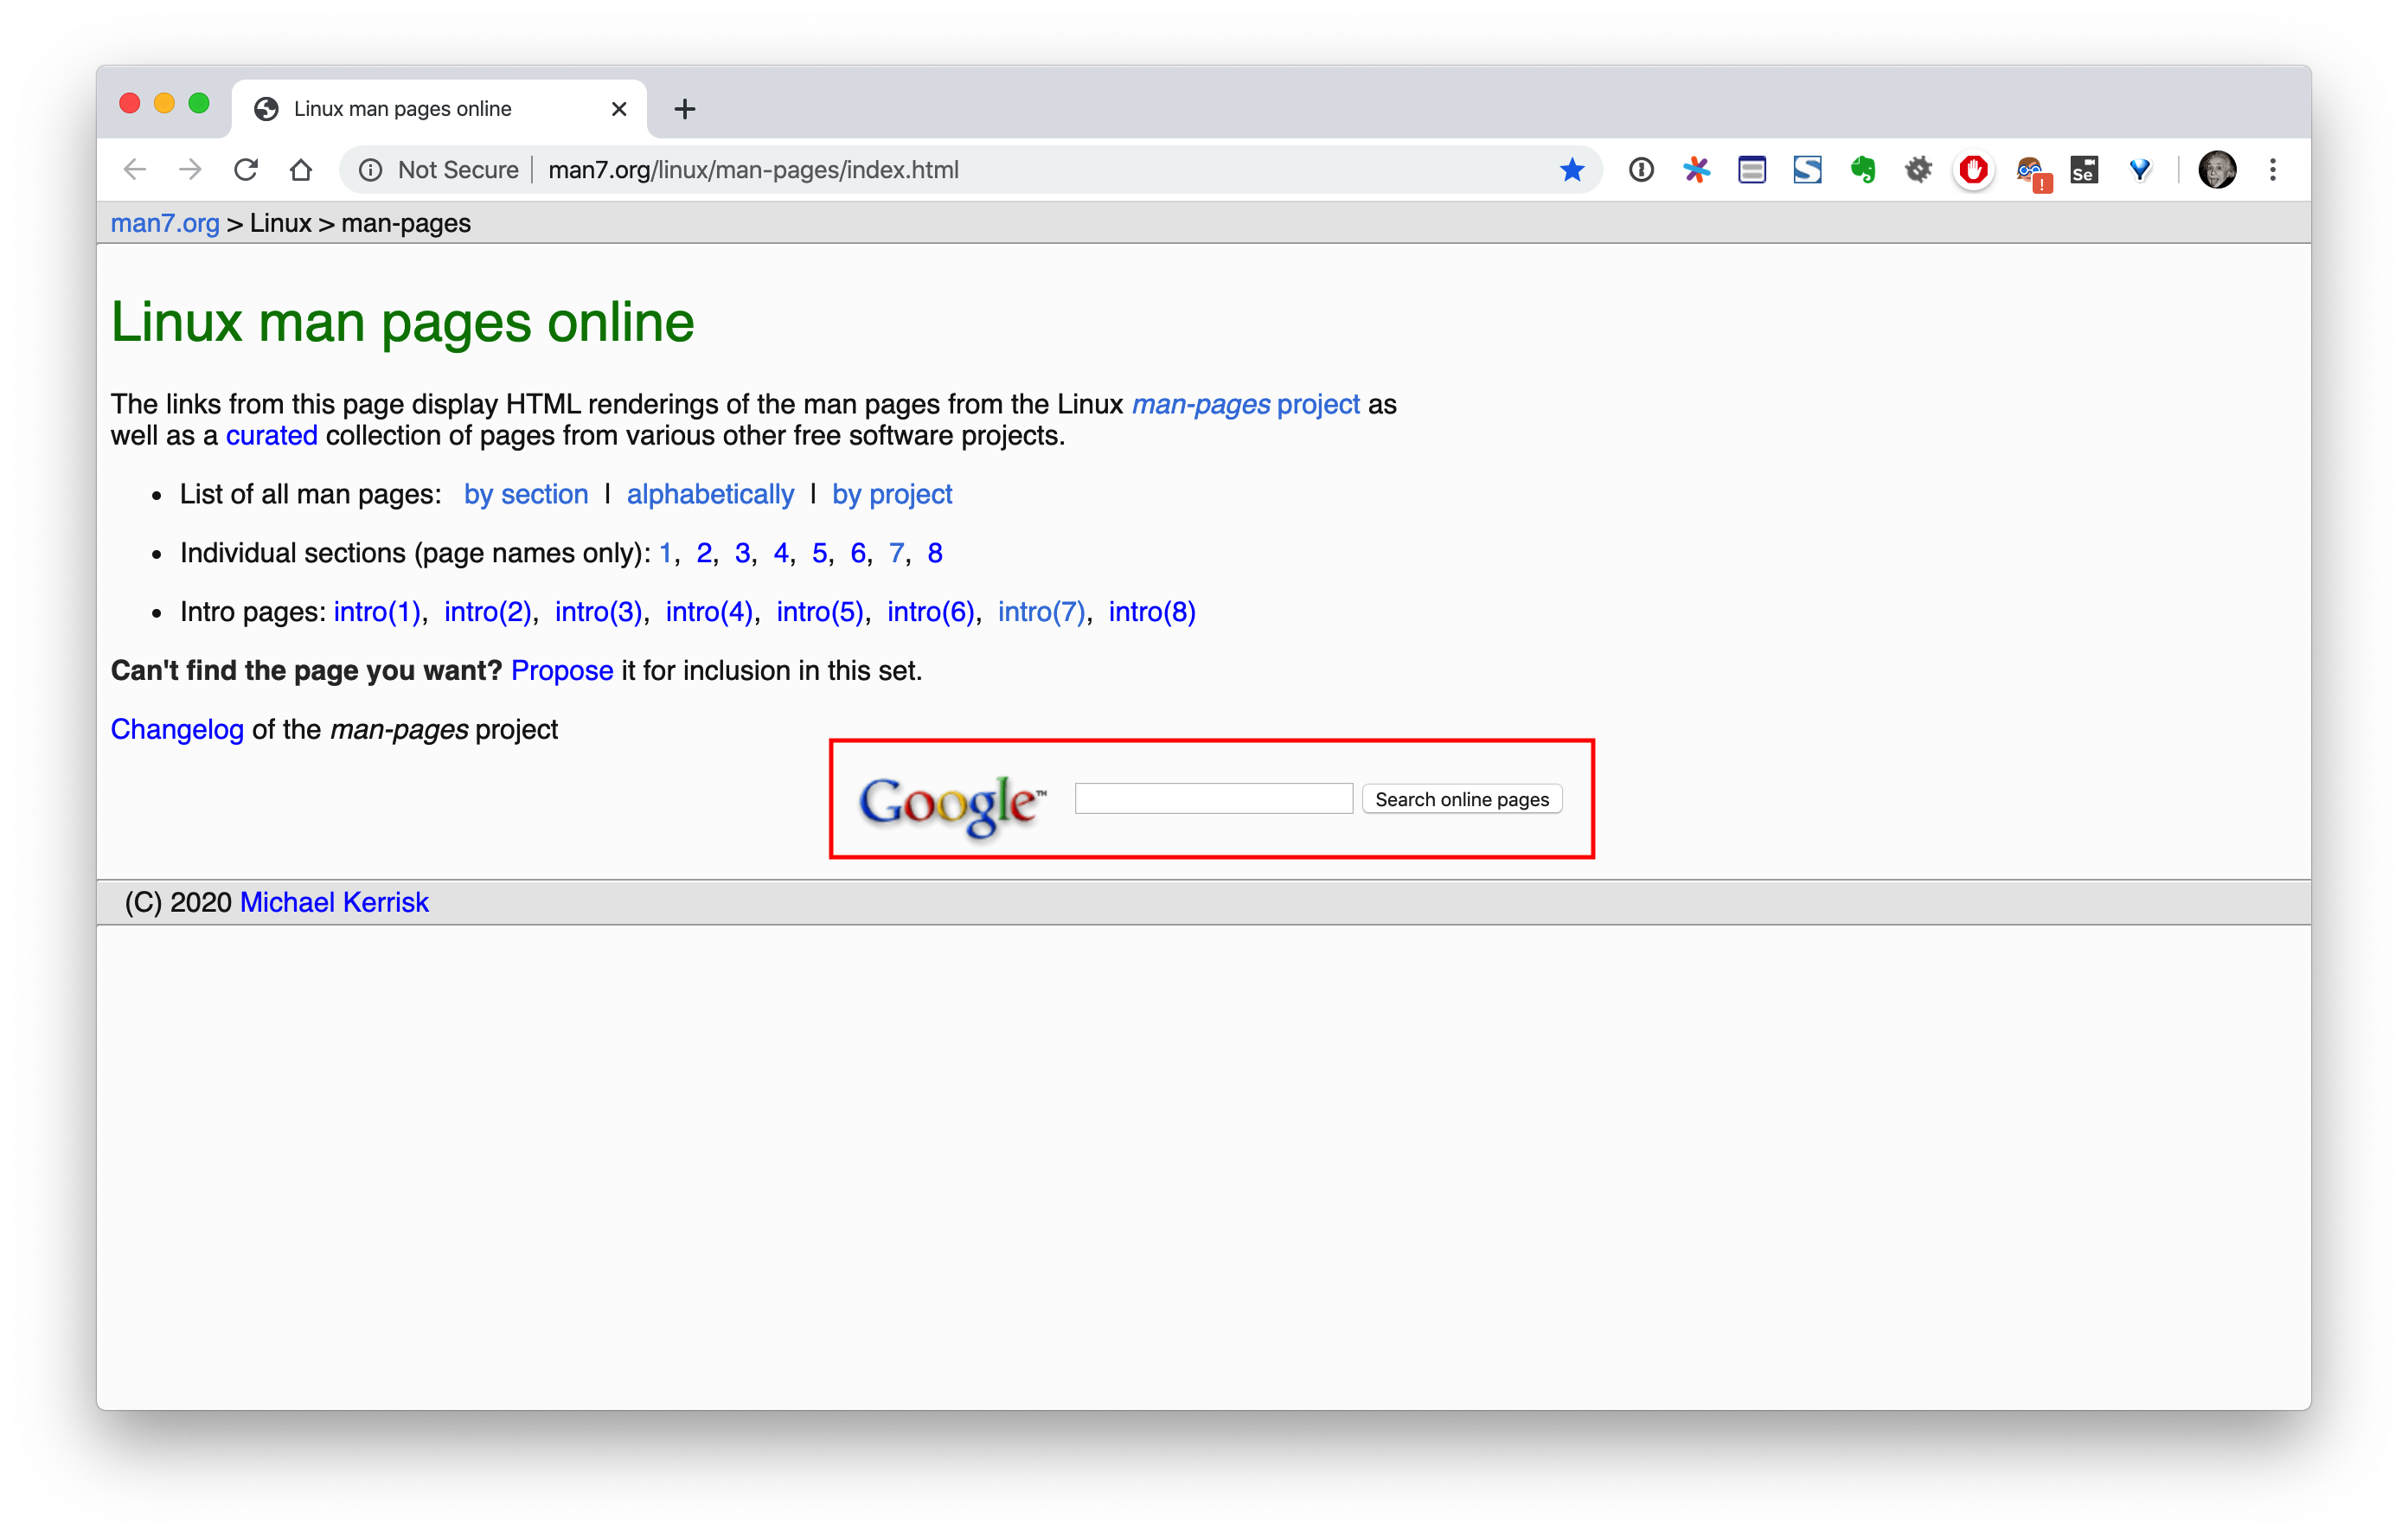 Linux man pages online
Not Secure | man7.org/linux/man-pages/index.html
Se
!
man7.org > Linux > man-pages
Linux man pages online
The links from this page display HTML renderings of the man pages from the Linux man-pages project as
well as a curated collection of pages from various other free software projects.
• List of all man pages: by section | alphabetically | by project
• Individual sections (page names only): 1, 2, 3, 4, 5, 6, 7, 8
• Intro pages: intro(1), intro(2), intro(3), intro(4), intro(5), intro(6), intro(7), intro(8)
Can't find the page you want? Propose it for inclusion in this set.
Changelog of the man-pages project
Google™ Search online pages
(C) 2020 Michael Kerrisk